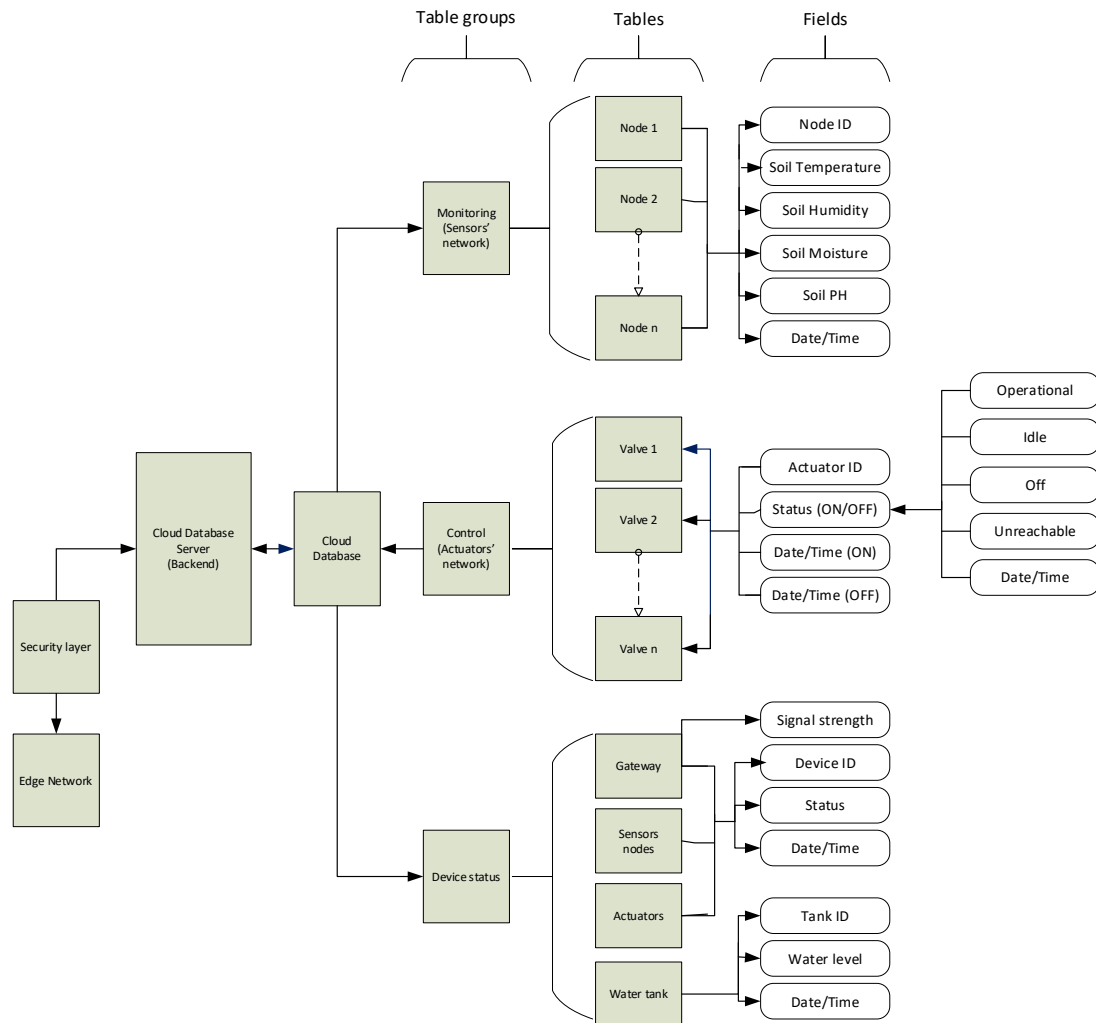 Table groups
Tables
Fields
Node 1
Node 2
Node n
Monitoring
(Sensors'
network)
Node ID
Soil Temperature
Soil Humidity
Soil Moisture
Soil PH
Date/Time
Operational
Idle
Off
Unreachable
Date/Time
Valve 1
Valve 2
Valve n
Actuator ID
Status (ON/OFF)
Date/Time (ON)
Date/Time (OFF)
Cloud Database
Server
(Backend)
Cloud
Database
Control
(Actuators'
network)
Security layer
Edge Network
Device status
Gateway
Sensors
nodes
Actuators
Water tank
Signal strength
Device ID
Status
Date/Time
Tank ID
Water level
Date/Time